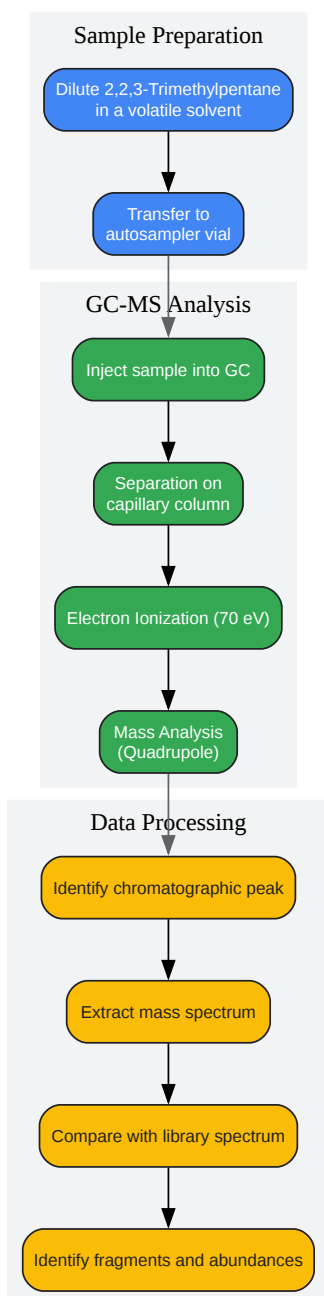 Sample Preparation
Dilute 2,2,3-Trimethylpentane
in a volatile solvent
Transfer to
autosampler vial
GC-MS Analysis
Inject sample into GC
Separation on
capillary column
Electron Ionization (70 eV)
Mass Analysis
(Quadrupole)
Data Processing
Identify chromatographic peak
Extract mass spectrum
Compare with library spectrum
Identify fragments and abundances